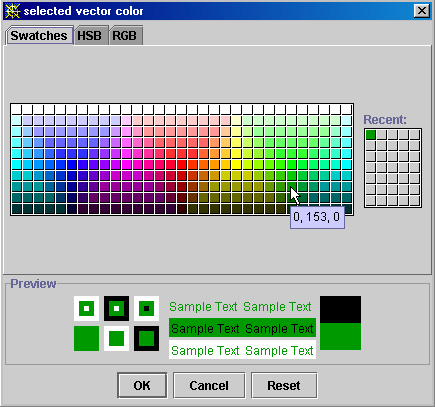 selected vector color
Swatches HSB RGB
Recent:
0, 153, 0
Preview
Sample Text Sample Text
Sample Text Sample Text
Sample Text Sample Text
OK Cancel Reset